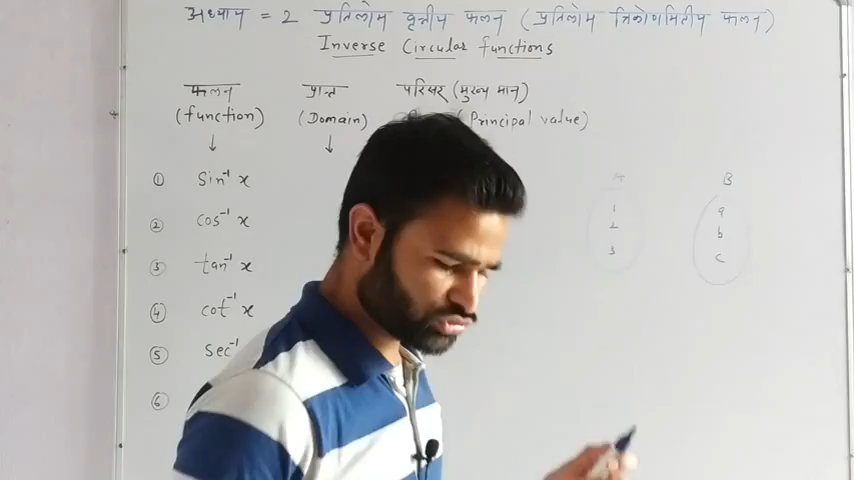 अध्याय = 2 प्रतिलोम वृत्तीय फलन (प्रतिलोम त्रिकोणमितीय फलन)
Inverse Circular functions
फलन प्रान्त परिसर (मुख्य मान)
(function) (Domain) (Principal value)
↓ ↓
① Sin⁻¹ x
② cos⁻¹ x
③ tan⁻¹ x
④ cot⁻¹ x
⑤ sec⁻¹
⑥
A B
1 a
2 b
3 c